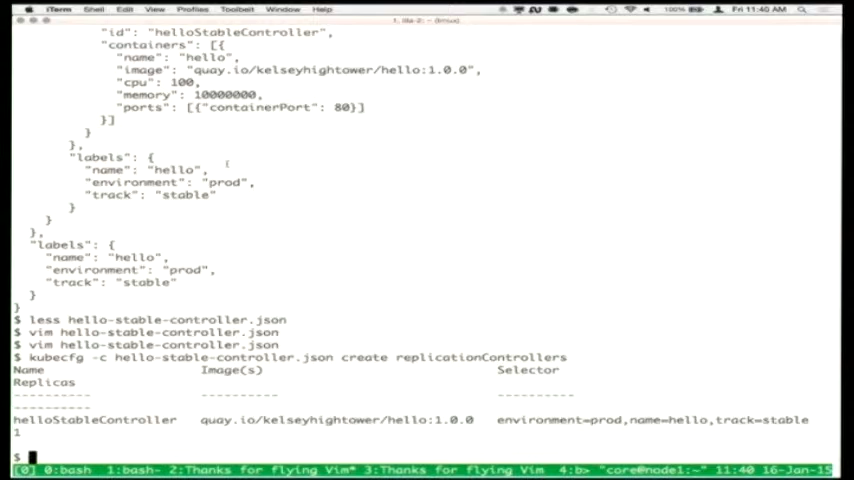 iTerm Shell Edit View Profiles Toolbelt Window Help 100% Fri 11:40 AM
"id": "helloStableController",
"containers": [{
"name": "hello",
"image": "quay.io/kelseyhightower/hello:1.0.0",
"cpu": 100,
"memory": 10000000,
"ports": [{"containerPort": 80}]
}]
}
},
"labels": {
"name": "hello",
"environment": "prod",
"track": "stable"
}
}
},
"labels": {
"name": "hello",
"environment": "prod",
"track": "stable"
}
}
$ less hello-stable-controller.json
$ vim hello-stable-controller.json
$ vim hello-stable-controller.json
$ kubecfg -c hello-stable-controller.json create replicationControllers
Name Image(s) Selector
Replicas
---------- ---------- ----------
----------
helloStableController quay.io/kelseyhightower/hello:1.0.0 environment=prod,name=hello,track=stable
1
$
[0] 0:bash 1:bash- 2:Thanks for flying Vim* 3:Thanks for flying Vim 4:b> "core@node1:~" 11:40 16-Jan-15